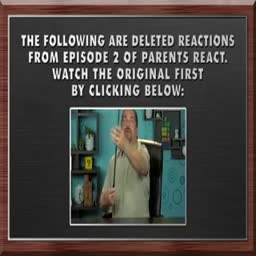 THE FOLLOWING ARE DELETED REACTIONS
FROM EPISODE 2 OF PARENTS REACT.
WATCH THE ORIGINAL FIRST
BY CLICKING BELOW: